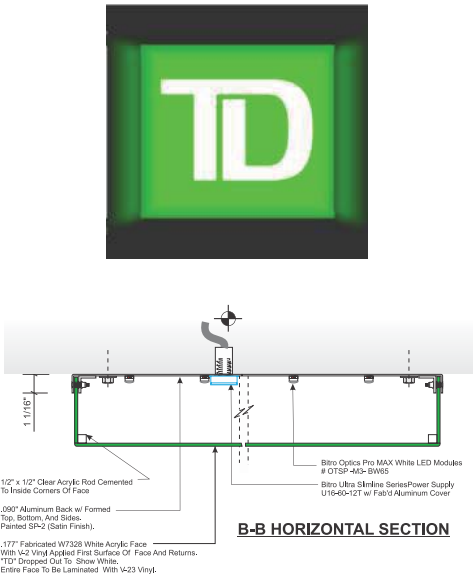 TD
1 1/16"
1/2" x 1/2" Clear Acrylic Rod Cemented
To Inside Corners Of Face
.090" Aluminum Back w/ Formed
Top, Bottom, And Sides.
Painted SP-2 (Satin Finish).
.177" Fabricated W7328 White Acrylic Face
With V-2 Vinyl Applied First Surface Of Face And Returns.
"TD" Dropped Out To Show White.
Entire Face To Be Laminated With V-23 Vinyl.
Bitro Optics Pro MAX White LED Modules
# OTSP -M3- BW65
Bitro Ultra Slimline SeriesPower Supply
U16-60-12T w/ Fab'd Aluminum Cover
B-B HORIZONTAL SECTION